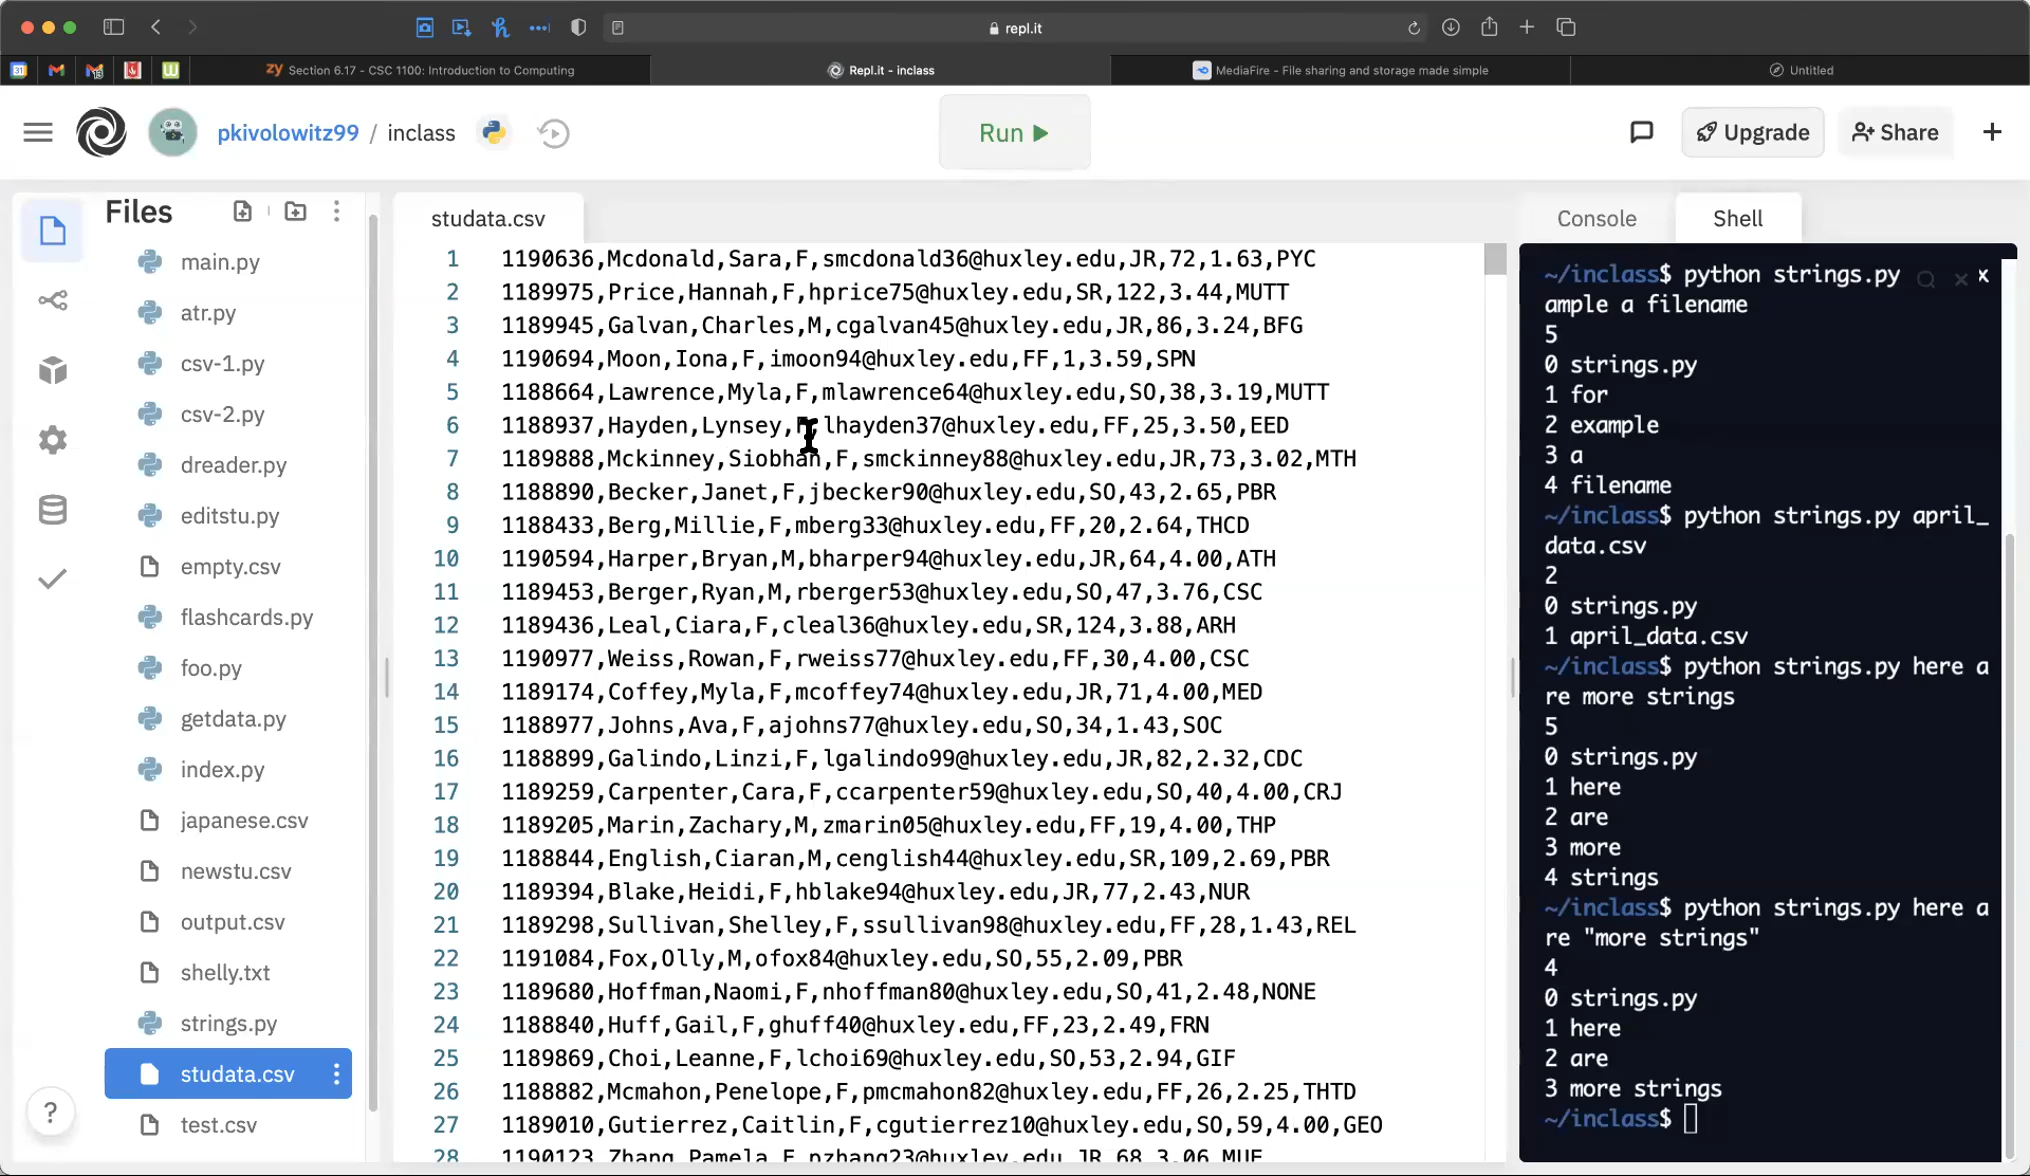 repl.it
Section 6.17 - CSC 1100: Introduction to Computing
Repl.it - inclass
MediaFire - File sharing and storage made simple
Untitled
pkivolowitz99 / inclass
Run
Upgrade
Share
Files
main.py
atr.py
csv-1.py
csv-2.py
dreader.py
editstu.py
empty.csv
flashcards.py
foo.py
getdata.py
index.py
japanese.csv
newstu.csv
output.csv
shelly.txt
strings.py
studata.csv
test.csv
studata.csv
1 1190636,Mcdonald,Sara,F,smcdonald36@huxley.edu,JR,72,1.63,PYC
2 1189975,Price,Hannah,F,hprice75@huxley.edu,SR,122,3.44,MUTT
3 1189945,Galvan,Charles,M,cgalvan45@huxley.edu,JR,86,3.24,BFG
4 1190694,Moon,Iona,F,imoon94@huxley.edu,FF,1,3.59,SPN
5 1188664,Lawrence,Myla,F,mlawrence64@huxley.edu,SO,38,3.19,MUTT
6 1188937,Hayden,Lynsey,F,lhayden37@huxley.edu,FF,25,3.50,EED
7 1189888,Mckinney,Siobhan,F,smckinney88@huxley.edu,JR,73,3.02,MTH
8 1188890,Becker,Janet,F,jbecker90@huxley.edu,SO,43,2.65,PBR
9 1188433,Berg,Millie,F,mberg33@huxley.edu,FF,20,2.64,THCD
10 1190594,Harper,Bryan,M,bharper94@huxley.edu,JR,64,4.00,ATH
11 1189453,Berger,Ryan,M,rberger53@huxley.edu,SO,47,3.76,CSC
12 1189436,Leal,Ciara,F,cleal36@huxley.edu,SR,124,3.88,ARH
13 1190977,Weiss,Rowan,F,rweiss77@huxley.edu,FF,30,4.00,CSC
14 1189174,Coffey,Myla,F,mcoffey74@huxley.edu,JR,71,4.00,MED
15 1188977,Johns,Ava,F,ajohns77@huxley.edu,SO,34,1.43,SOC
16 1188899,Galindo,Linzi,F,lgalindo99@huxley.edu,JR,82,2.32,CDC
17 1189259,Carpenter,Cara,F,ccarpenter59@huxley.edu,SO,40,4.00,CRJ
18 1189205,Marin,Zachary,M,zmarin05@huxley.edu,FF,19,4.00,THP
19 1188844,English,Ciaran,M,cenglish44@huxley.edu,SR,109,2.69,PBR
20 1189394,Blake,Heidi,F,hblake94@huxley.edu,JR,77,2.43,NUR
21 1189298,Sullivan,Shelley,F,ssullivan98@huxley.edu,FF,28,1.43,REL
22 1191084,Fox,Olly,M,ofox84@huxley.edu,SO,55,2.09,PBR
23 1189680,Hoffman,Naomi,F,nhoffman80@huxley.edu,SO,41,2.48,NONE
24 1188840,Huff,Gail,F,ghuff40@huxley.edu,FF,23,2.49,FRN
25 1189869,Choi,Leanne,F,lchoi69@huxley.edu,SO,53,2.94,GIF
26 1188882,Mcmahon,Penelope,F,pmcmahon82@huxley.edu,FF,26,2.25,THTD
27 1189010,Gutierrez,Caitlin,F,cgutierrez10@huxley.edu,SO,59,4.00,GEO
28 1190123,Zhang,Pamela,F,pzhang23@huxley.edu,JR,68,3.06,MUE
Console
Shell
~/inclass$ python strings.py x
ample a filename
5
0 strings.py
1 for
2 example
3 a
4 filename
~/inclass$ python strings.py april_
data.csv
2
0 strings.py
1 april_data.csv
~/inclass$ python strings.py here a
re more strings
5
0 strings.py
1 here
2 are
3 more
4 strings
~/inclass$ python strings.py here a
re "more strings"
4
0 strings.py
1 here
2 are
3 more strings
~/inclass$
?